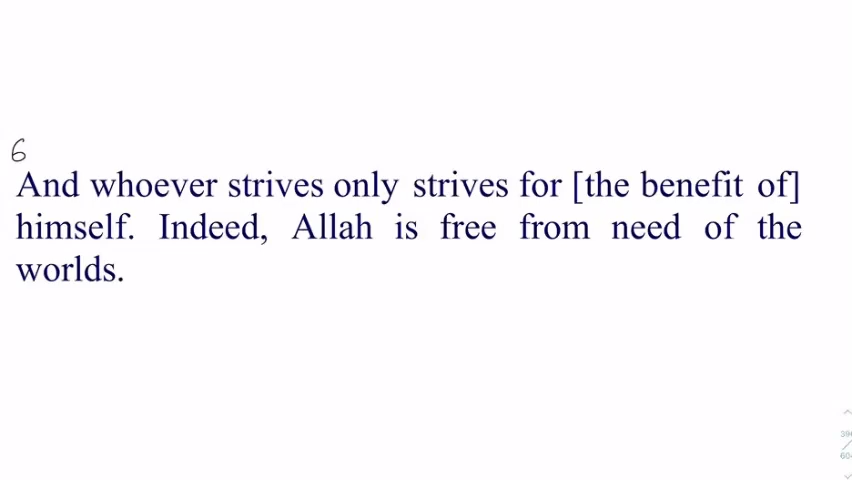 6
And whoever strives only strives for [the benefit of]
himself. Indeed, Allah is free from need of the
worlds.